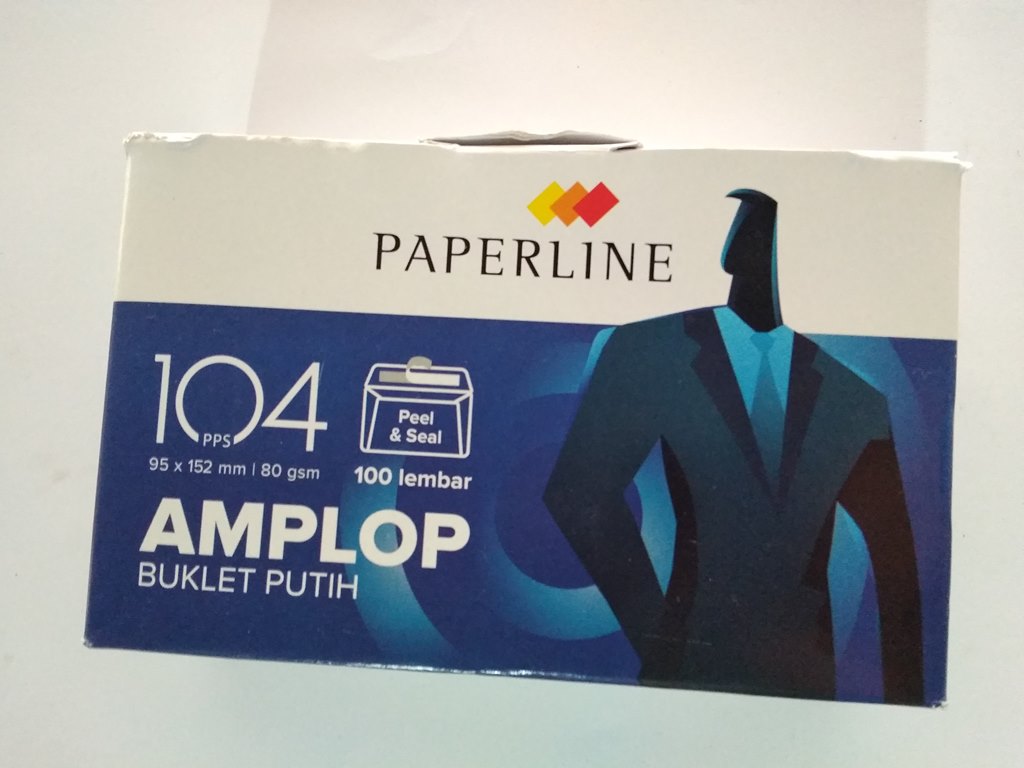 PAPERLINE
104
PPS
95 x 152 mm | 80 gsm
Peel
& Seal
100 lembar
AMPLOP
BUKLET PUTIH